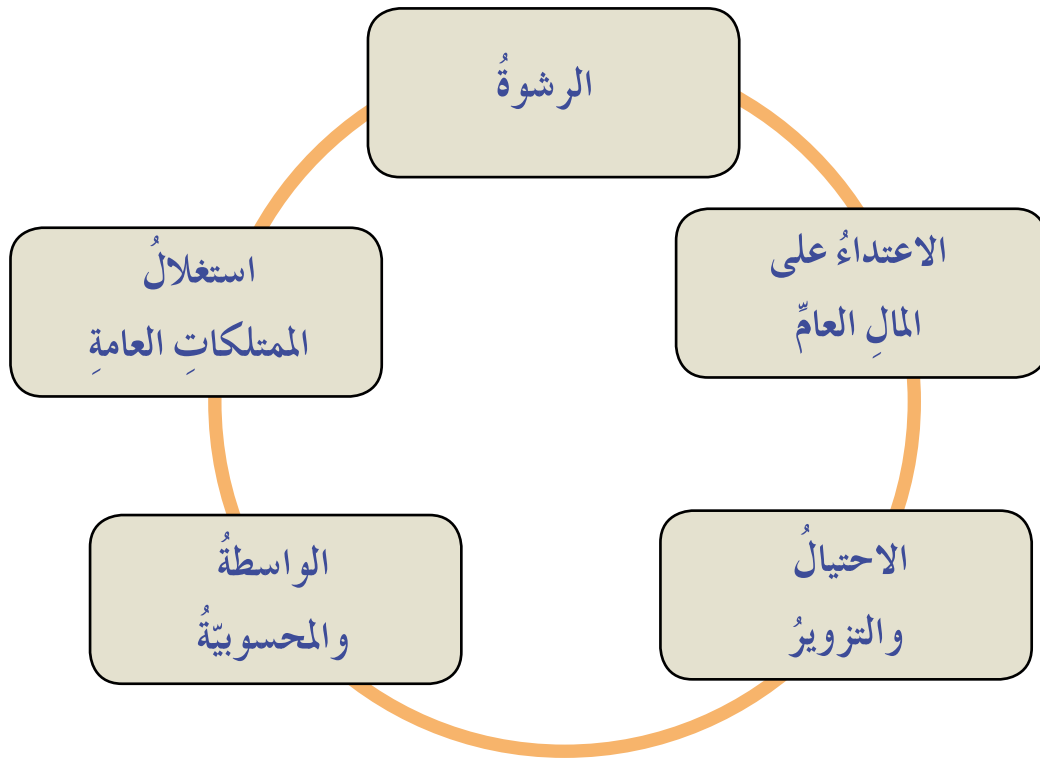 الرشوةُ
الاعتداءُ على
المالِ العامِّ
استغلالُ
الممتلكاتِ العامةِ
الاحتيالُ
والتزويرُ
الواسطةُ
والمحسوبيّةُ